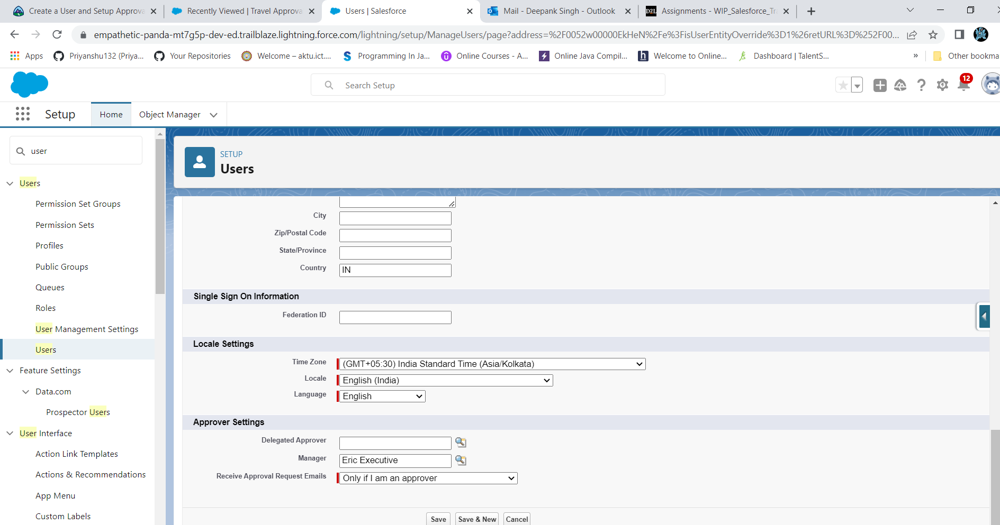 Create a User and Setup Approva
Recently Viewed | Travel Approva
Users | Salesforce
Mail - Deepank Singh - Outlook
D2L
Assignments - WIP_Salesforce_Tra
empathetic-panda-mt7g5p-dev-ed.trailblaze.lightning.force.com/lightning/setup/ManageUsers/page?address=%2F0052w00000EkHeN%2Fe%3FisUserEntityOverride%3D1%26retURL%3D%252F00...
Apps
Priyanshu132 (Priya...
Your Repositories
Welcome – aktu.ict....
Programming In Ja...
Online Courses - A...
Online Java Compil...
Welcome to Online...
Dashboard | TalentS...
»
Other bookma
Search Setup
12
Setup
Home
Object Manager
user
Users
Permission Set Groups
Permission Sets
Profiles
Public Groups
Queues
Roles
User Management Settings
Users
Feature Settings
Data.com
Prospector Users
User Interface
Action Link Templates
Actions & Recommendations
App Menu
Custom Labels
SETUP
Users
City
Zip/Postal Code
State/Province
Country IN
Single Sign On Information
Federation ID
Locale Settings
Time Zone (GMT+05:30) India Standard Time (Asia/Kolkata)
Locale English (India)
Language English
Approver Settings
Delegated Approver
Manager Eric Executive
Receive Approval Request Emails Only if I am an approver
Save Save & New Cancel